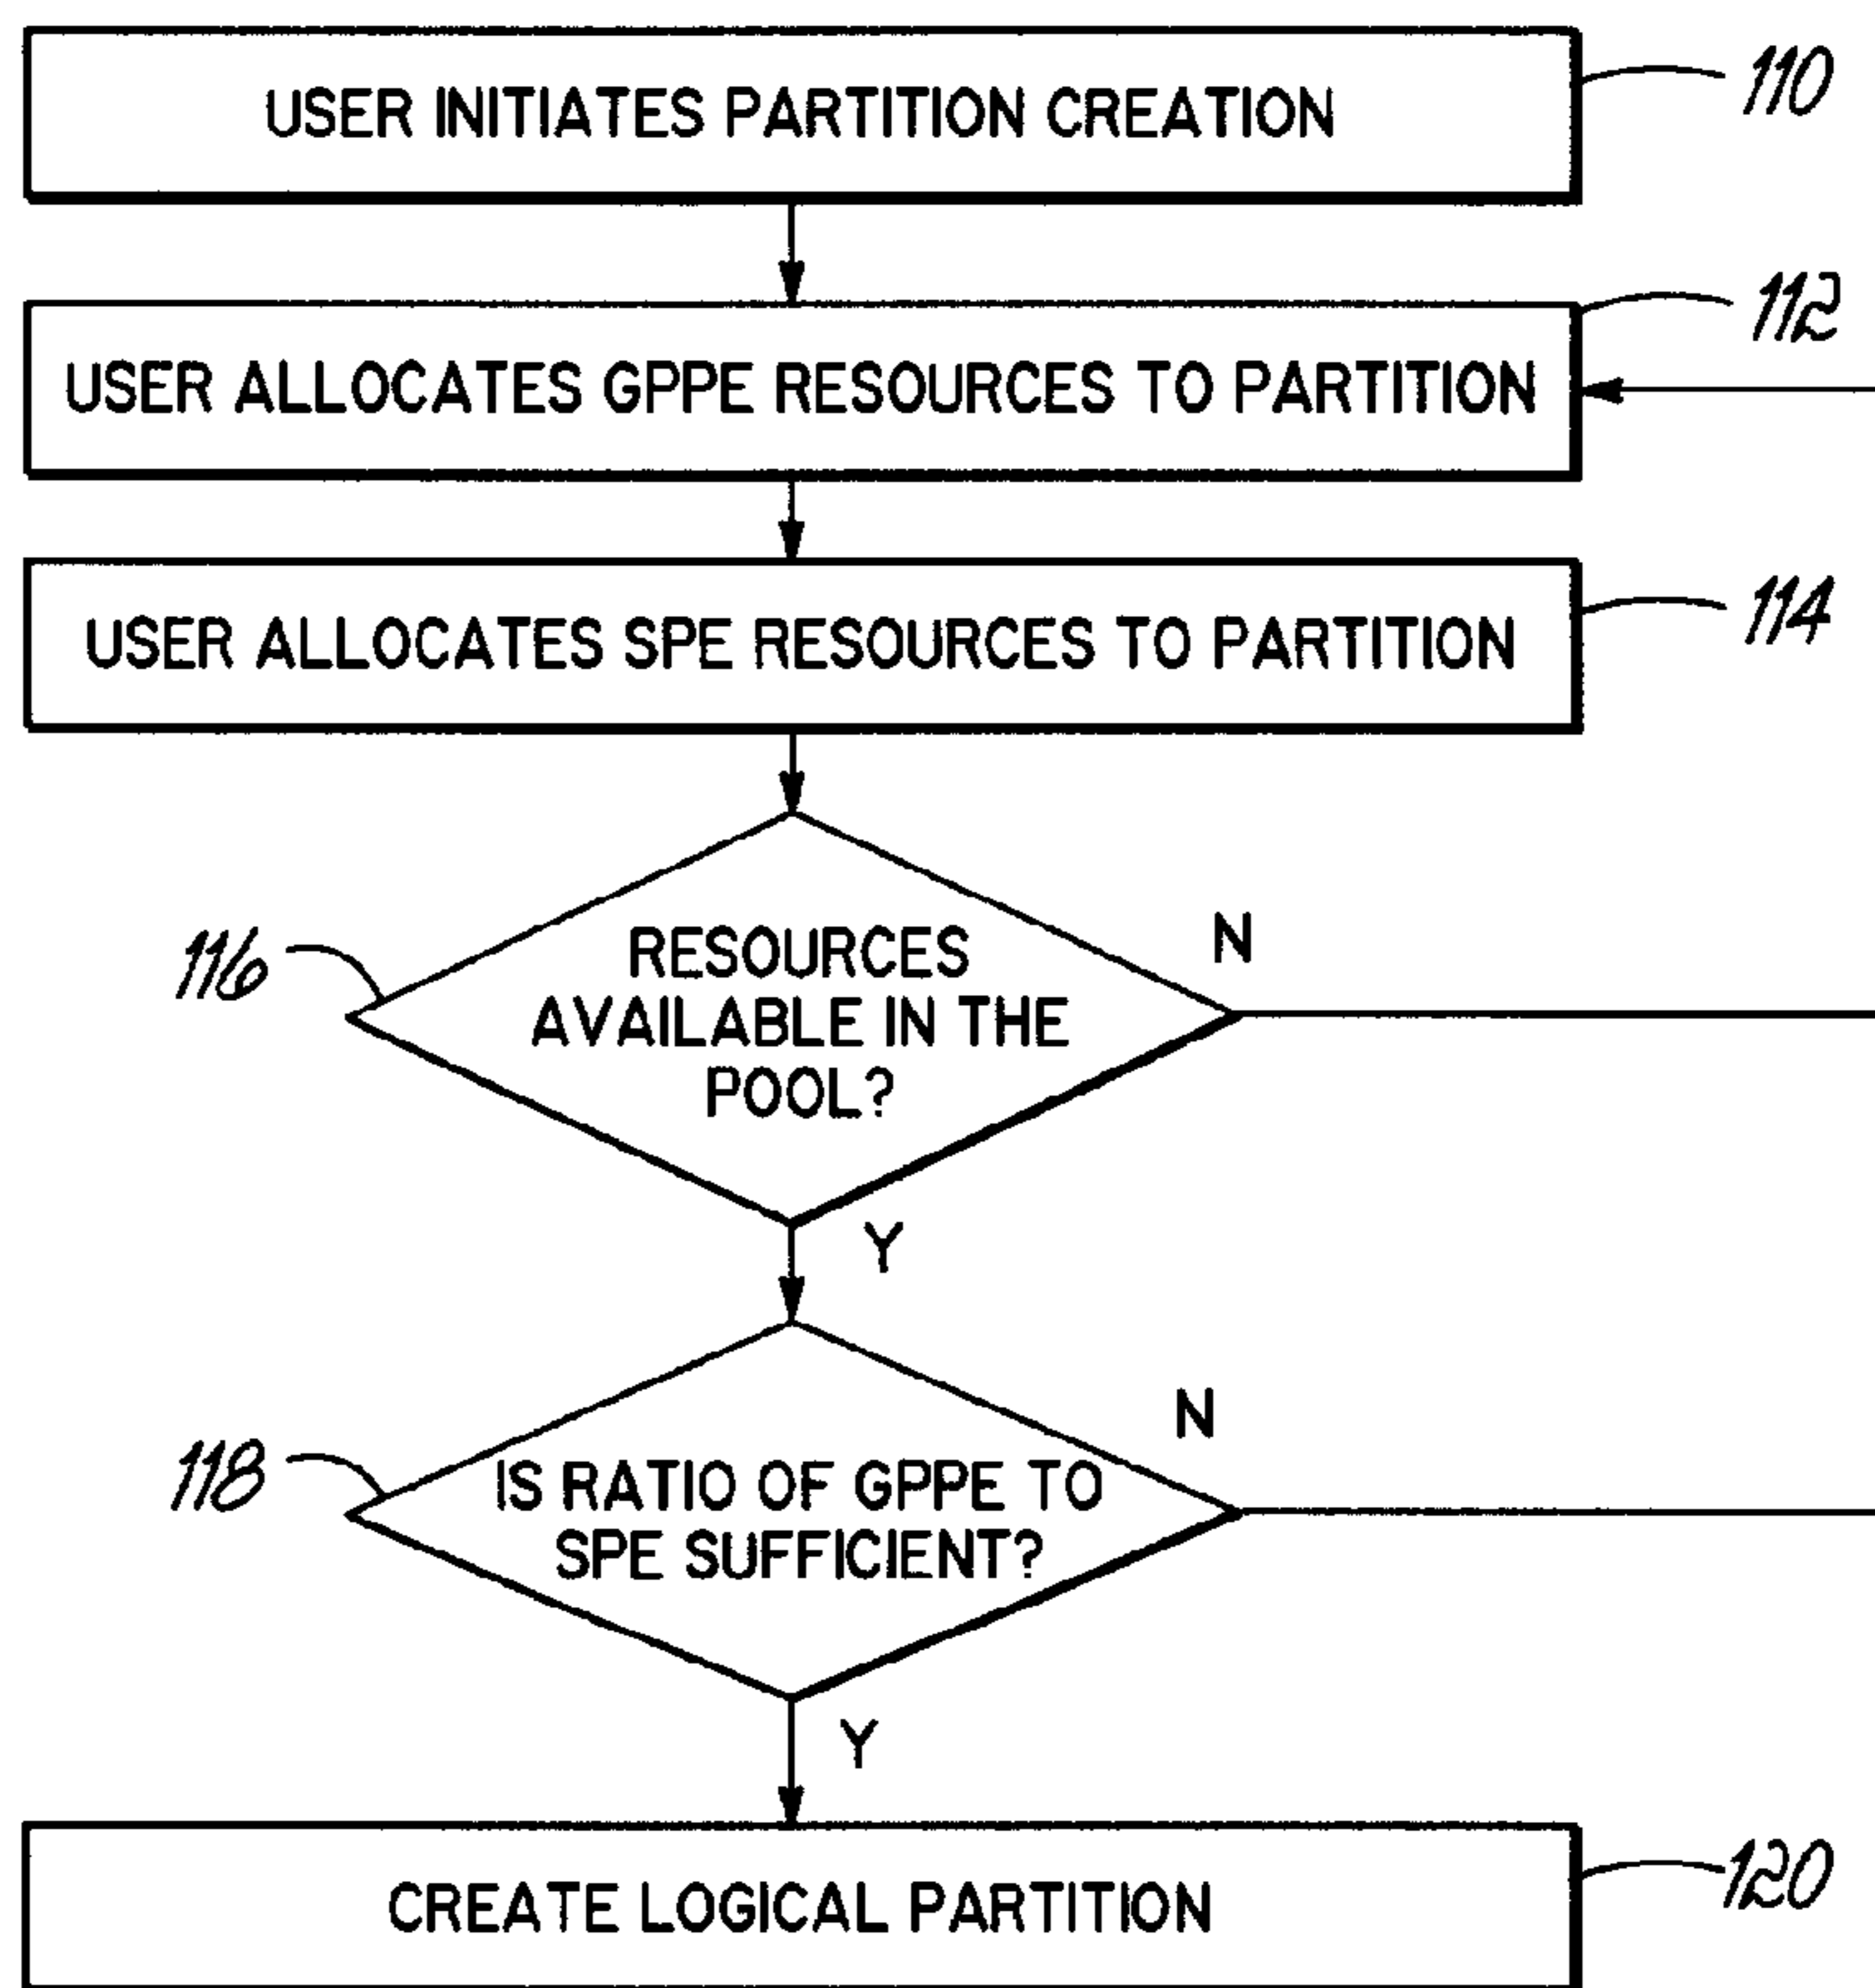 USER INITIATES PARTITION CREATION
110
USER ALLOCATES GPPE RESOURCES TO PARTITION
112
USER ALLOCATES SPE RESOURCES TO PARTITION
114
116
RESOURCES
AVAILABLE IN THE
POOL?
N
Y
118
IS RATIO OF GPPE TO
SPE SUFFICIENT?
N
Y
CREATE LOGICAL PARTITION
120